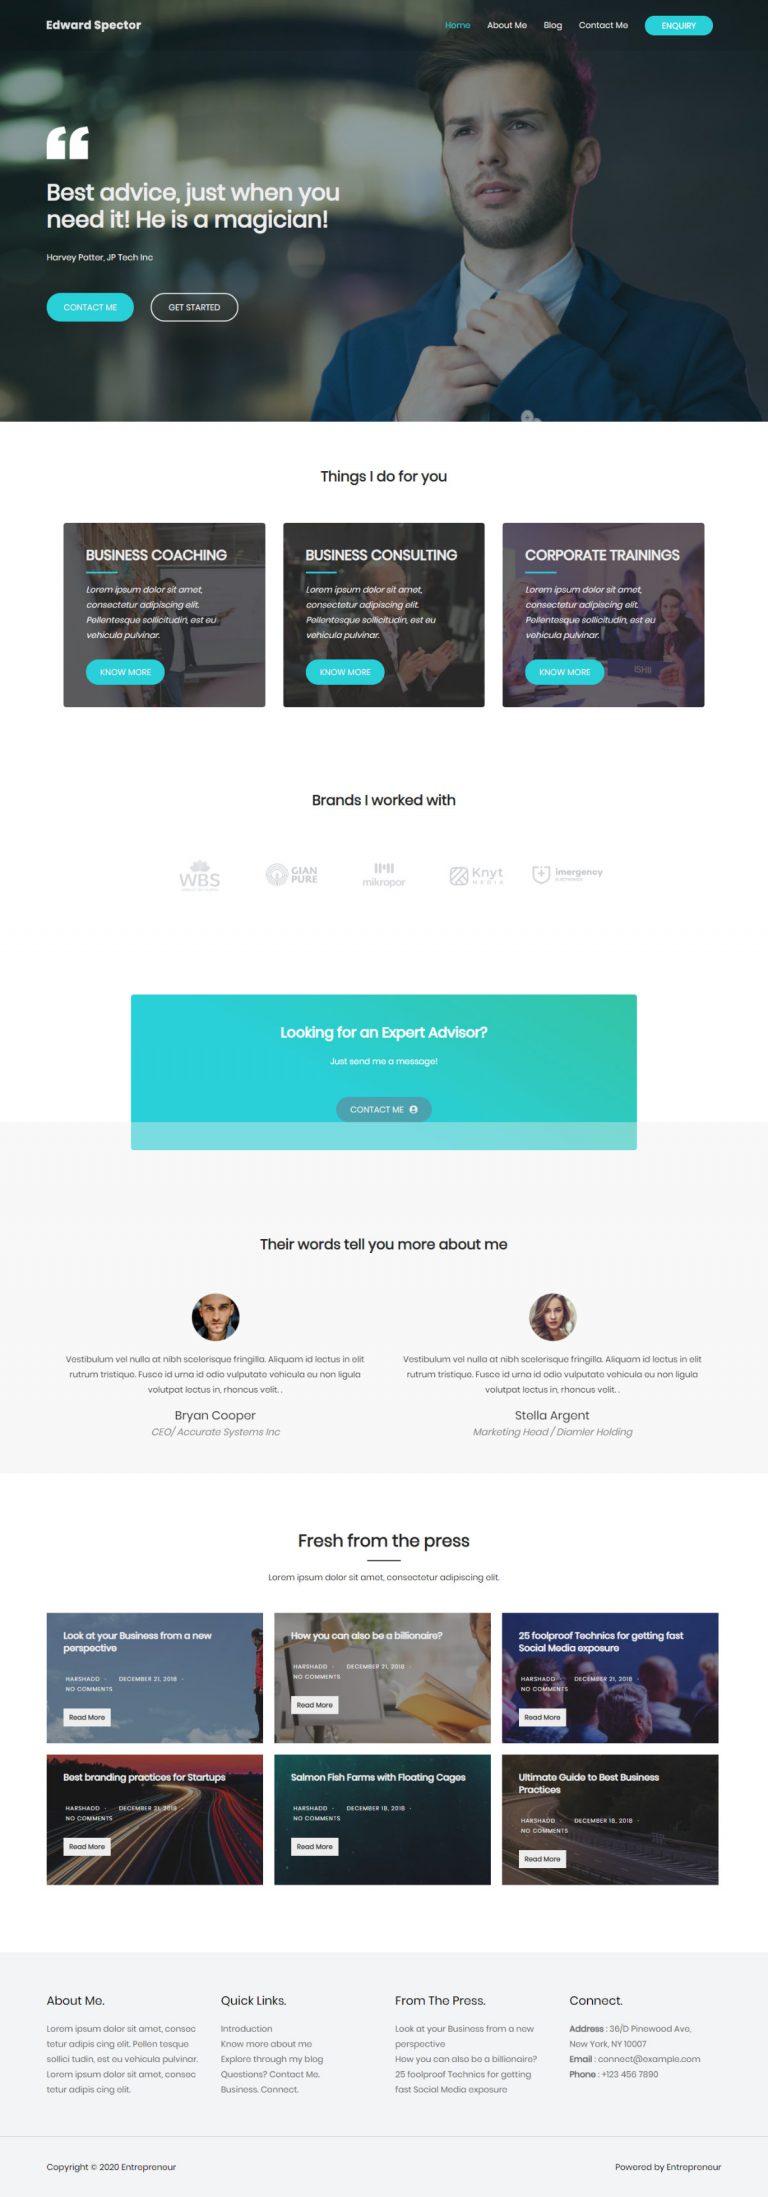 Edward Spector
Home About Me Blog Contact Me ENQUIRY
Best advice, just when you
need it! He is a magician!
Harvey Potter, JP Tech Inc
CONTACT ME GET STARTED
Things I do for you
BUSINESS COACHING
Lorem ipsum dolor sit amet,
consectetur adipiscing elit.
Pellentesque sollicitudin, est eu
vehicula pulvinar.
KNOW MORE
BUSINESS CONSULTING
Lorem ipsum dolor sit amet,
consectetur adipiscing elit.
Pellentesque sollicitudin, est eu
vehicula pulvinar.
KNOW MORE
CORPORATE TRAININGS
Lorem ipsum dolor sit amet,
consectetur adipiscing elit.
Pellentesque sollicitudin, est eu
vehicula pulvinar.
KNOW MORE
Brands I worked with
WBS
GIAN
PURE
mikropor
Knyt
MEDIA
imergency
Looking for an Expert Advisor?
Just send me a message!
CONTACT ME
Their words tell you more about me
Vestibulum vel nulla at nibh scelerisque fringilla. Aliquam id lectus in elit
rutrum tristique. Fusce id urna id odio vulputate vehicula eu non ligula
volutpat lectus in, rhoncus velit. .
Bryan Cooper
CEO/ Accurate Systems Inc
Vestibulum vel nulla at nibh scelerisque fringilla. Aliquam id lectus in elit
rutrum tristique. Fusce id urna id odio vulputate vehicula eu non ligula
volutpat lectus in, rhoncus velit. .
Stella Argent
Marketing Head / Diamler Holding
Fresh from the press
Lorem ipsum dolor sit amet, consectetur adipiscing elit.
Look at your Business from a new
perspective
HARSHADD · DECEMBER 21, 2018 ·
NO COMMENTS
Read More
How you can also be a billionaire?
HARSHADD · DECEMBER 21, 2018 ·
NO COMMENTS
Read More
25 foolproof Technics for getting fast
Social Media exposure
HARSHADD · DECEMBER 21, 2018 ·
NO COMMENTS
Read More
Best branding practices for Startups
HARSHADD · DECEMBER 21, 2018 ·
NO COMMENTS
Read More
Salmon Fish Farms with Floating Cages
HARSHADD · DECEMBER 18, 2018 ·
NO COMMENTS
Read More
Ultimate Guide to Best Business
Practices
HARSHADD · DECEMBER 18, 2018 ·
NO COMMENTS
Read More
About Me.
Lorem ipsum dolor sit amet, consec
tetur adipis cing elit. Pellen tesque
sollici tudin, est eu vehicula pulvinar.
Lorem ipsum dolor sit amet, consec
tetur adipis cing elit.
Quick Links.
Introduction
Know more about me
Explore through my blog
Questions? Contact Me.
Business. Connect.
From The Press.
Look at your Business from a new
perspective
How you can also be a billionaire?
25 foolproof Technics for getting
fast Social Media exposure
Connect.
Address : 36/D Pinewood Ave,
New York, NY 10007
Email : connect@example.com
Phone : +123 456 7890
Copyright © 2020 Entrepreneur
Powered by Entrepreneur